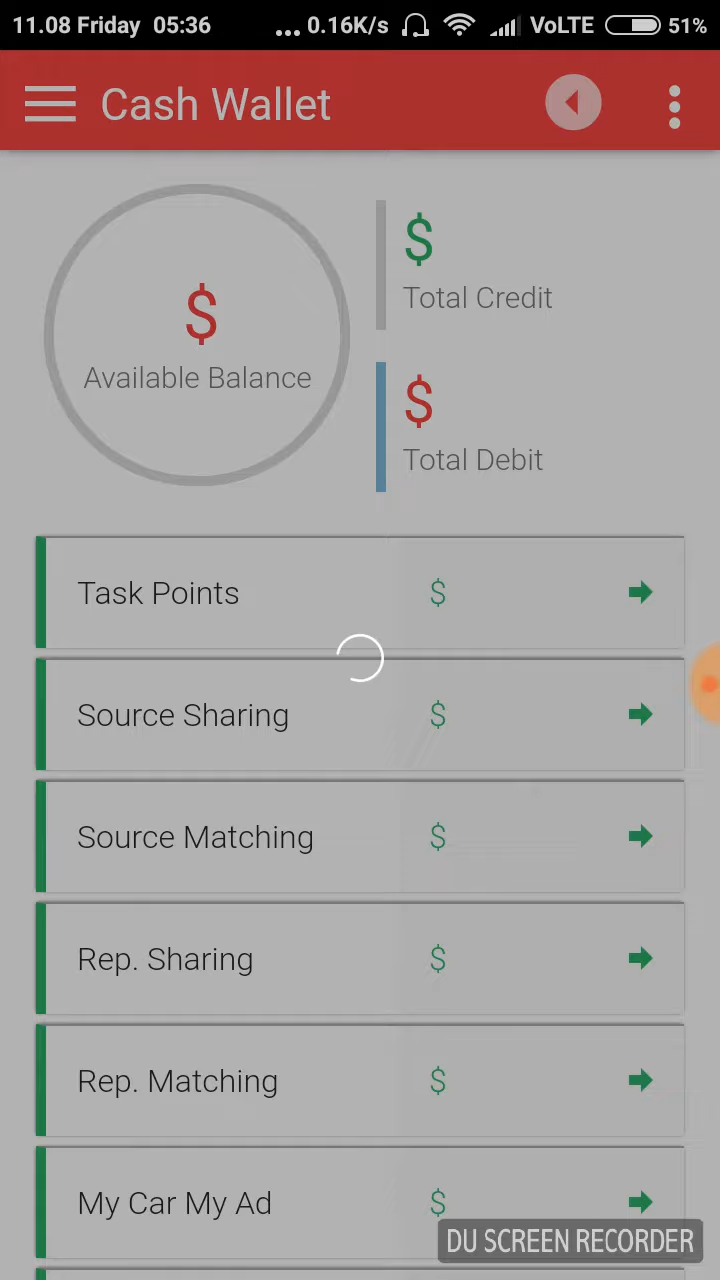 11.08 Friday 05:36 ... 0.16K/s VoLTE 51%
Cash Wallet
$
Available Balance
$
Total Credit
$
Total Debit
Task Points $
Source Sharing $
Source Matching $
Rep. Sharing $
Rep. Matching $
My Car My Ad $
DU SCREEN RECORDER